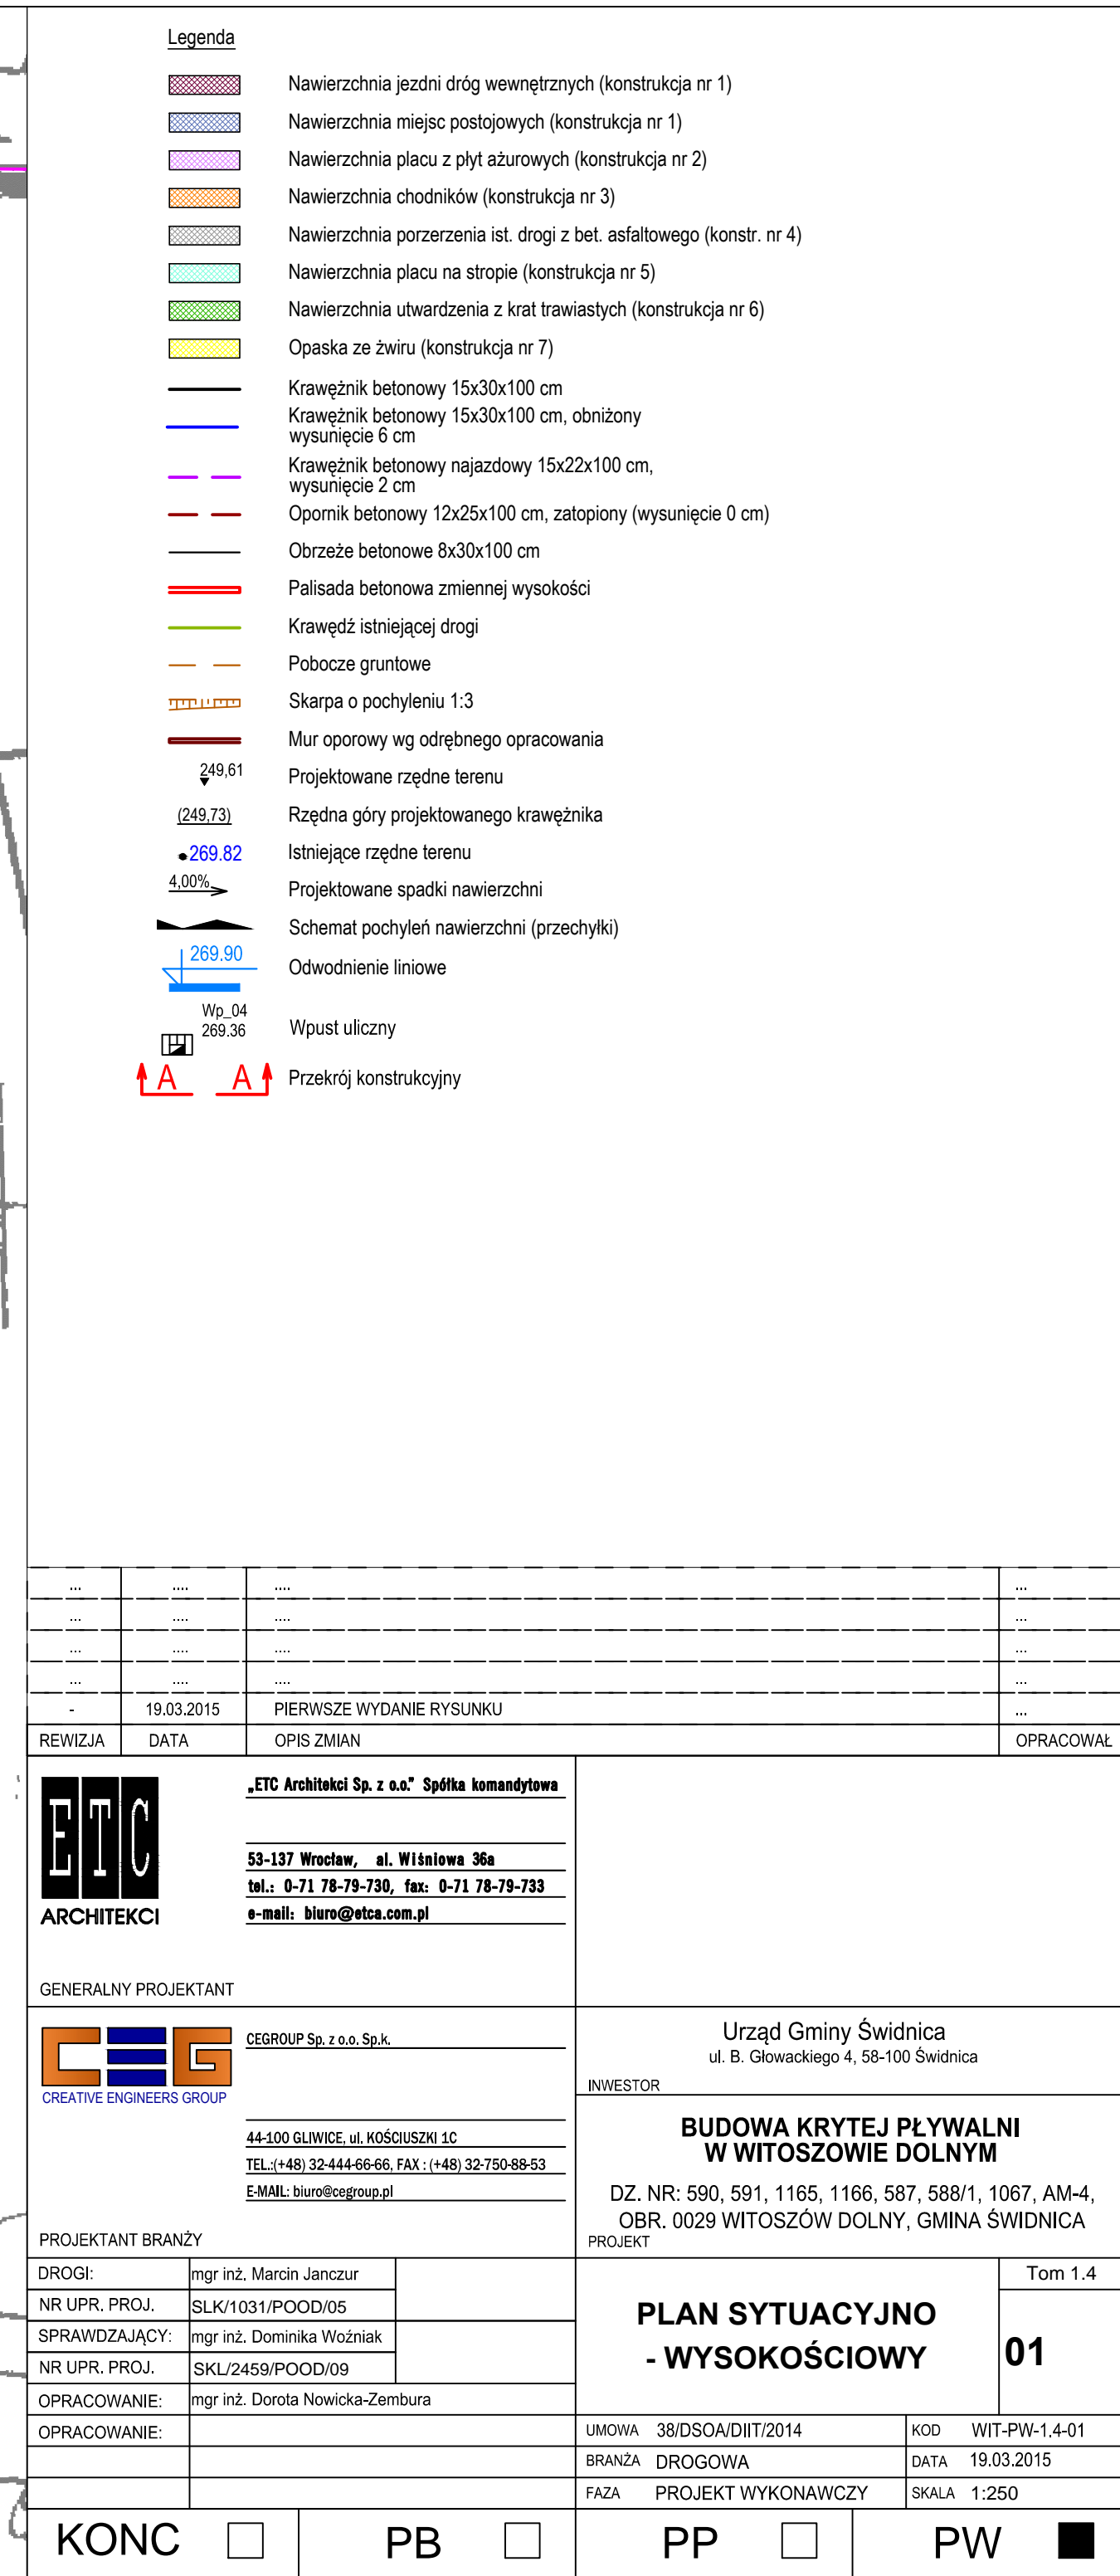 Legenda
Nawierzchnia jezdni dróg wewnętrznych (konstrukcja nr 1)
Nawierzchnia miejsc postojowych (konstrukcja nr 1)
Nawierzchnia placu z płyt ażurowych (konstrukcja nr 2)
Nawierzchnia chodników (konstrukcja nr 3)
Nawierzchnia porzerzenia ist. drogi z bet. asfaltowego (konstr. nr 4)
Nawierzchnia placu na stropie (konstrukcja nr 5)
Nawierzchnia utwardzenia z krat trawiastych (konstrukcja nr 6)
Opaska ze żwiru (konstrukcja nr 7)
Krawężnik betonowy 15x30x100 cm
Krawężnik betonowy 15x30x100 cm, obniżony
wysunięcie 6 cm
Krawężnik betonowy najazdowy 15x22x100 cm,
wysunięcie 2 cm
Opornik betonowy 12x25x100 cm, zatopiony (wysunięcie 0 cm)
Obrzeże betonowe 8x30x100 cm
Palisada betonowa zmiennej wysokości
Krawędź istniejącej drogi
Pobocze gruntowe
Skarpa o pochyleniu 1:3
Mur oporowy wg odrębnego opracowania
249,61 Projektowane rzędne terenu
(249,73) Rzędna góry projektowanego krawężnika
269.82 Istniejące rzędne terenu
4,00% Projektowane spadki nawierzchni
Schemat pochyleń nawierzchni (przechyłki)
269.90 Odwodnienie liniowe
Wp_04
269.36 Wpust uliczny
A A Przekrój konstrukcyjny
... .... .... ...
... .... .... ...
... .... .... ...
... .... .... ...
- 19.03.2015 PIERWSZE WYDANIE RYSUNKU ...
REWIZJA DATA OPIS ZMIAN OPRACOWAŁ
ETC
ARCHITEKCI
„ETC Architekci Sp. z o.o." Spółka komandytowa
53-137 Wrocław, al. Wiśniowa 36a
tel.: 0-71 78-79-730, fax: 0-71 78-79-733
e-mail: biuro@etca.com.pl
GENERALNY PROJEKTANT
CEG
CREATIVE ENGINEERS GROUP
CEGROUP Sp. z o.o. Sp.k.
44-100 GLIWICE, ul. KOŚCIUSZKI 1C
TEL.:(+48) 32-444-66-66, FAX : (+48) 32-750-88-53
E-MAIL: biuro@cegroup.pl
PROJEKTANT BRANŻY
Urząd Gminy Świdnica
ul. B. Głowackiego 4, 58-100 Świdnica
INWESTOR
BUDOWA KRYTEJ PŁYWALNI
W WITOSZOWIE DOLNYM
DZ. NR: 590, 591, 1165, 1166, 587, 588/1, 1067, AM-4,
OBR. 0029 WITOSZÓW DOLNY, GMINA ŚWIDNICA
PROJEKT
DROGI: mgr inż. Marcin Janczur
NR UPR. PROJ. SLK/1031/POOD/05
SPRAWDZAJĄCY: mgr inż. Dominika Woźniak
NR UPR. PROJ. SKL/2459/POOD/09
OPRACOWANIE: mgr inż. Dorota Nowicka-Zembura
OPRACOWANIE:
PLAN SYTUACYJNO
- WYSOKOŚCIOWY
Tom 1.4
01
UMOWA 38/DSOA/DIIT/2014 KOD WIT-PW-1.4-01
BRANŻA DROGOWA DATA 19.03.2015
FAZA PROJEKT WYKONAWCZY SKALA 1:250
KONC PB PP PW